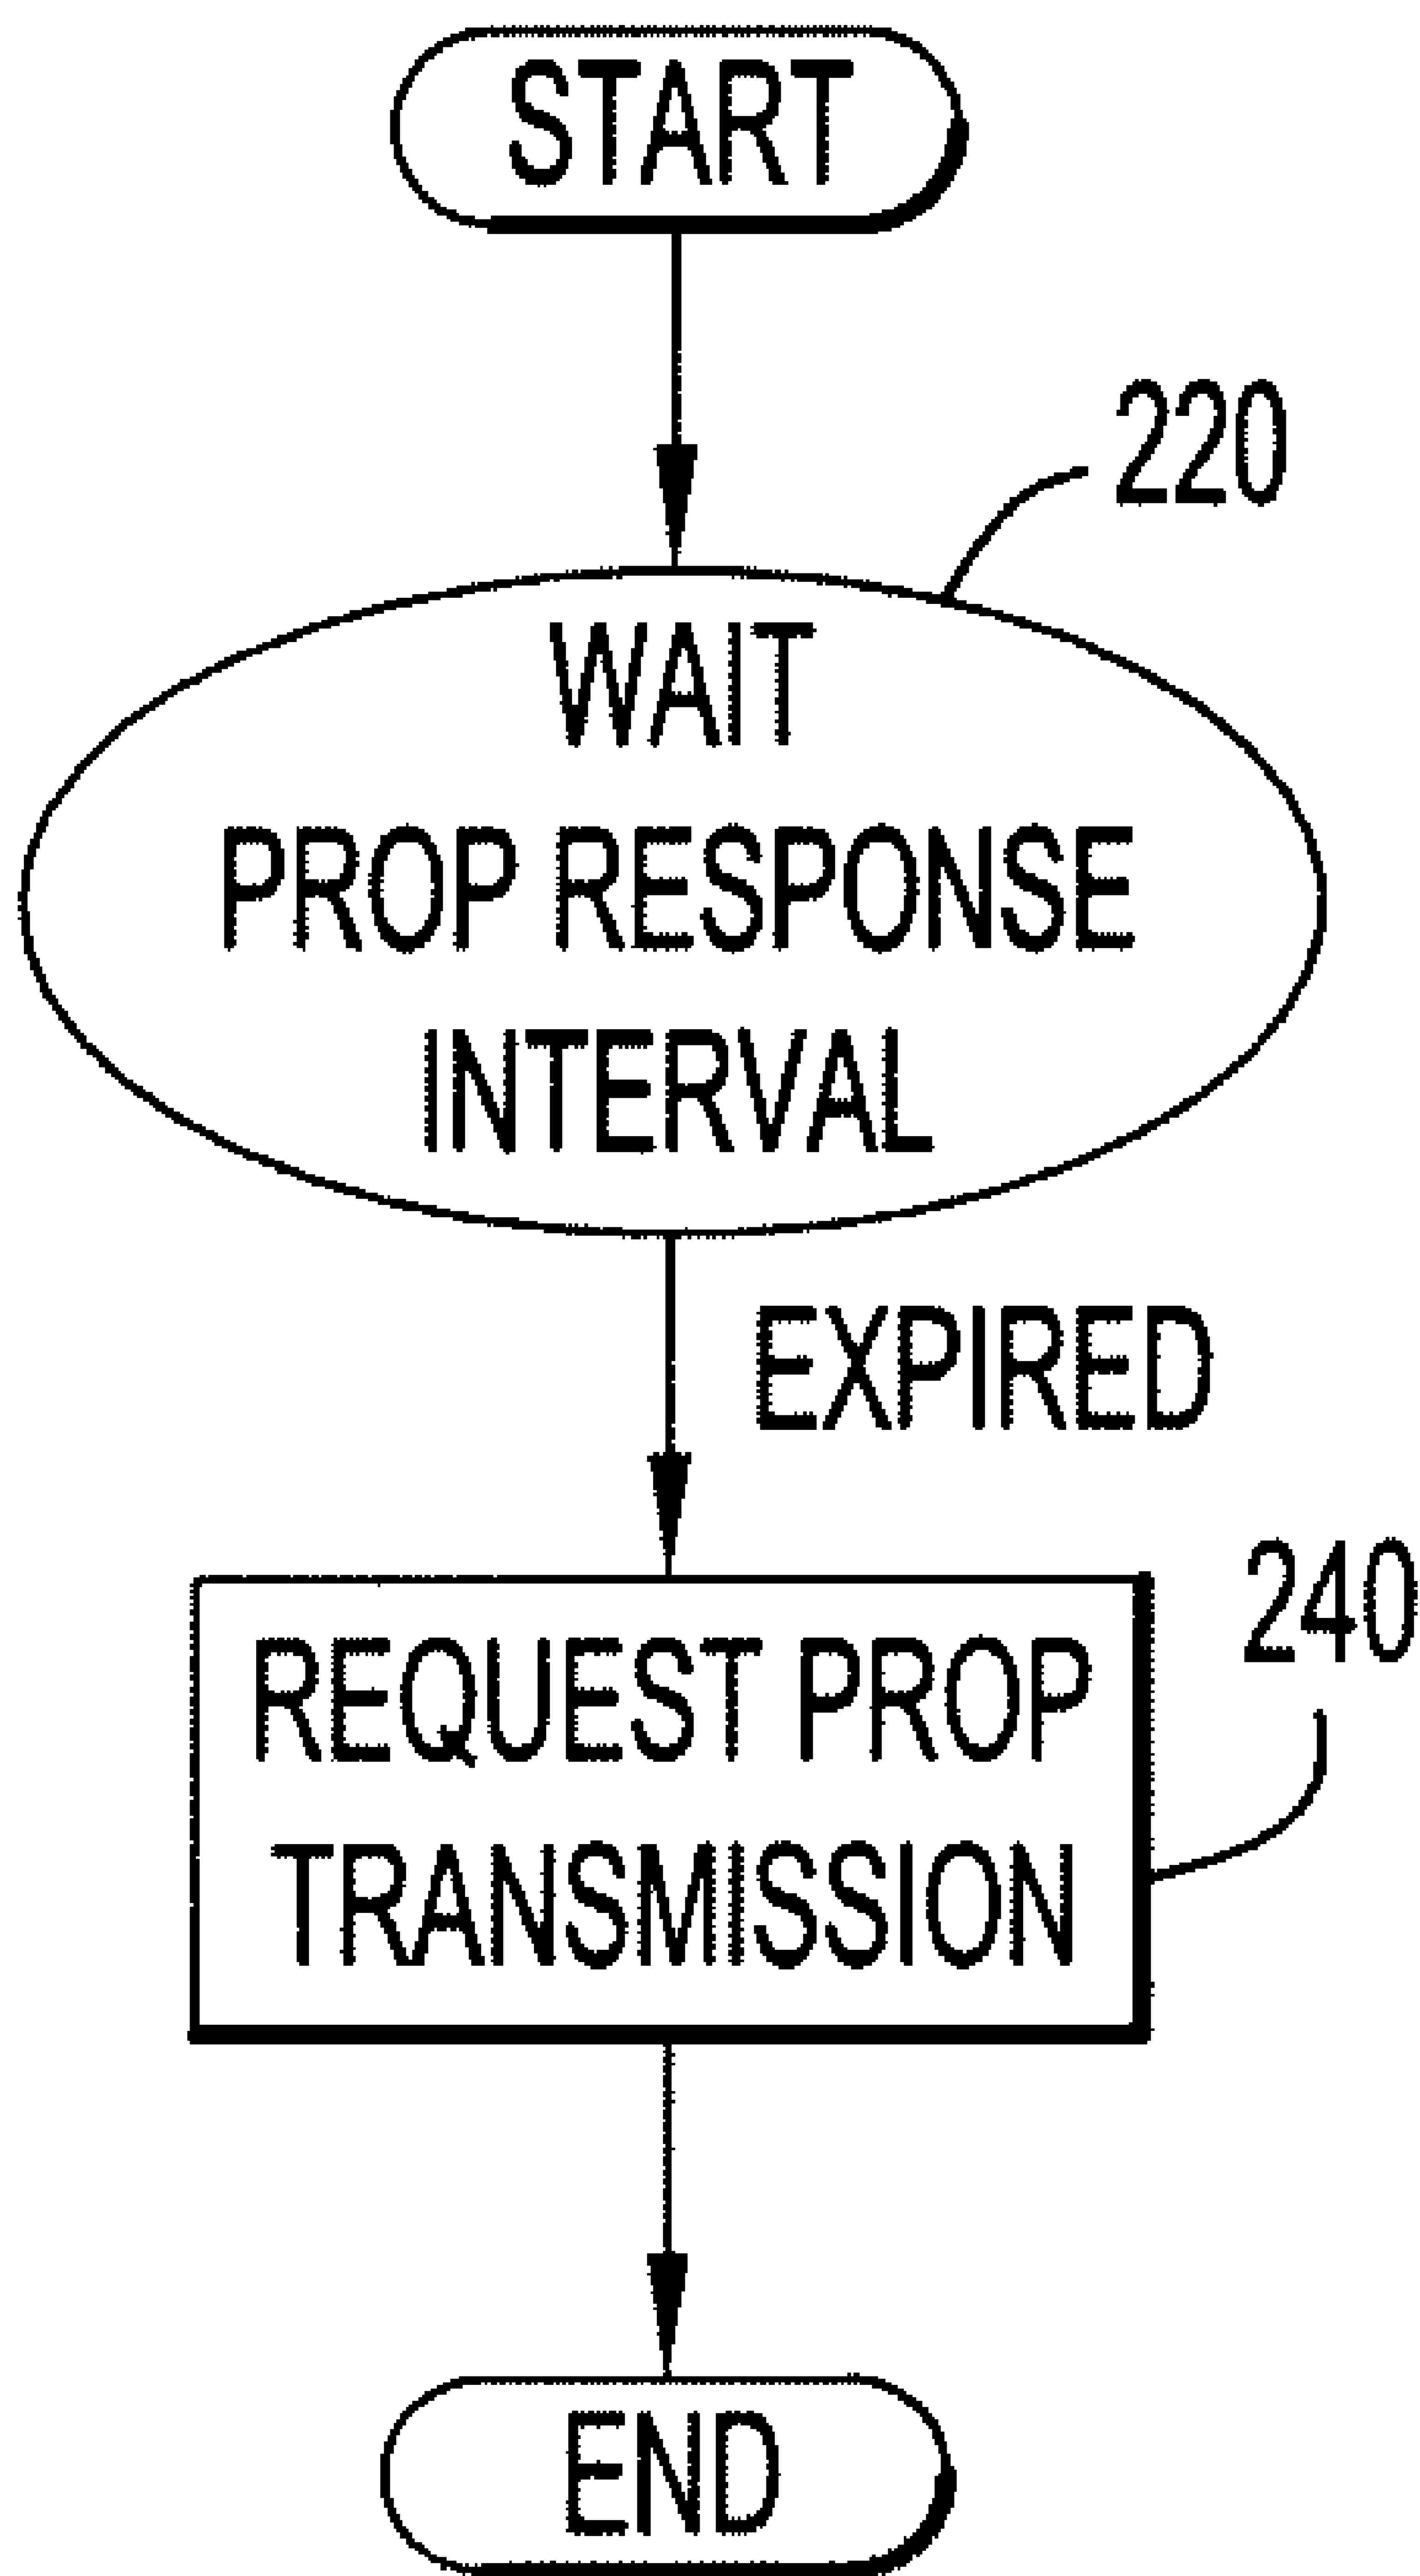 START
220
WAIT
PROP RESPONSE
INTERVAL
EXPIRED
240
REQUEST PROP
TRANSMISSION
END